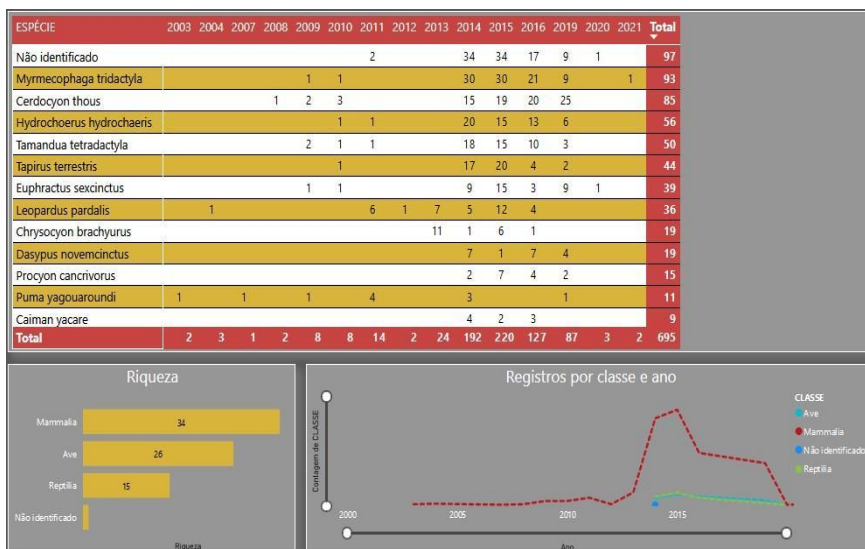 ESPÉCIE 2003 2004 2007 2008 2009 2010 2011 2012 2013 2014 2015 2016 2019 2020 2021 Total
Não identificado 2 34 34 17 9 1 97
Myrmecophaga tridactyla 1 1 30 30 21 9 1 93
Cerdocyon thous 1 2 3 15 19 20 25 85
Hydrochoerus hydrochaeris 1 1 20 15 13 6 56
Tamandua tetradactyla 2 1 1 18 15 10 3 50
Tapirus terrestris 1 17 20 4 2 44
Euphractus sexcinctus 1 1 9 15 3 9 1 39
Leopardus pardalis 1 6 1 7 5 12 4 36
Chrysocyon brachyurus 11 1 6 1 19
Dasypus novemcinctus 7 1 7 4 19
Procyon cancrivorus 2 7 4 2 15
Puma yagouaroundi 1 1 1 4 3 1 11
Caiman yacare 4 2 3 9
Total 2 3 1 2 8 8 14 2 24 192 220 127 87 3 2 695
Riqueza
Mammalia 34
Ave 26
Reptilia 15
Não identificado
Riqueza
Registros por classe e ano
Contagem de CLASSE
2000 2005 2010 2015
Ano
CLASSE
Ave
Mammalia
Não identificado
Reptilia